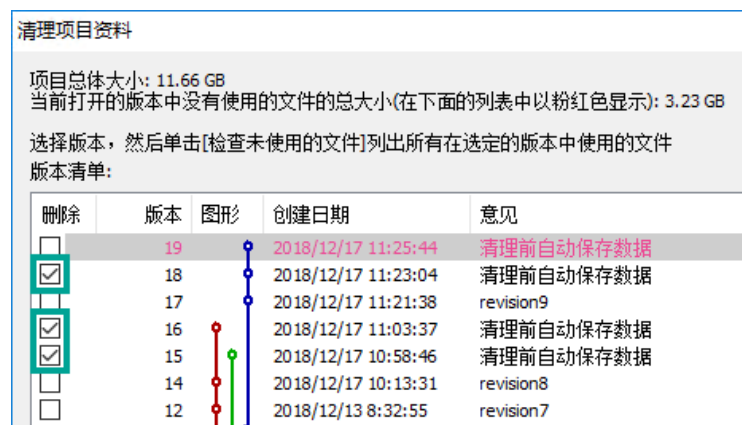 清理项目资料
项目总体大小: 11.66 GB
当前打开的版本中没有使用的文件的总大小(在下面的列表中以粉红色显示): 3.23 GB
选择版本，然后单击[检查未使用的文件]列出所有在选定的版本中使用的文件
版本清单:
删除 版本 图形 创建日期 意见
19 2018/12/17 11:25:44 清理前自动保存数据
18 2018/12/17 11:23:04 清理前自动保存数据
17 2018/12/17 11:21:38 revision9
16 2018/12/17 11:03:37 清理前自动保存数据
15 2018/12/17 10:58:46 清理前自动保存数据
14 2018/12/17 10:13:31 revision8
12 2018/12/13 8:32:55 revision7